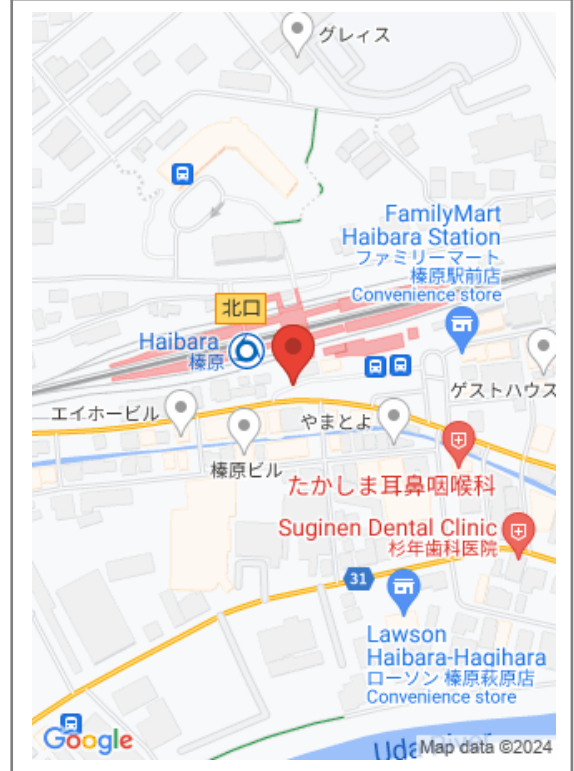 グレィス
FamilyMart
Haibara Station
ファミリーマート
榛原駅前店
Convenience store
北口
Haibara
榛原
ゲストハウス
エイホービル
やまとよ
榛原ビル
たかしま耳鼻咽喉科
Suginen Dental Clinic
杉年歯科医院
31
Lawson
Haibara-Hagihara
ローソン 榛原萩原店
Convenience store
Google
Uda River
Map data ©2024